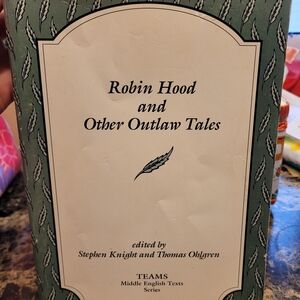 Robin Hood
and
Other Outlaw Tales
edited by
Stephen Knight and Thomas Ohlgren
TEAMS
Middle English Texts
Series